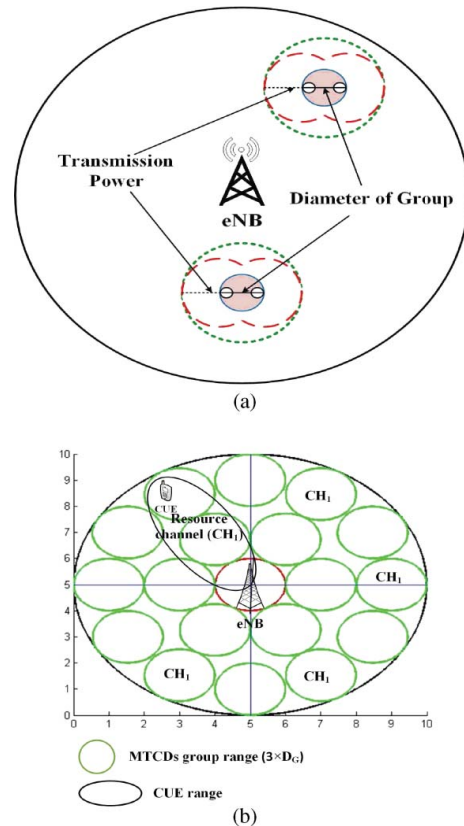 Transmission
Power
eNB
Diameter of Group
(a)
10
9
8
7
6
5
4
3
2
1
0
CUE
Resource
channel (CH₁)
CH₁
CH₁
eNB
CH₁
CH₁
0 1 2 3 4 5 6 7 8 9 10
MTCDs group range (3×D_G)
CUE range
(b)